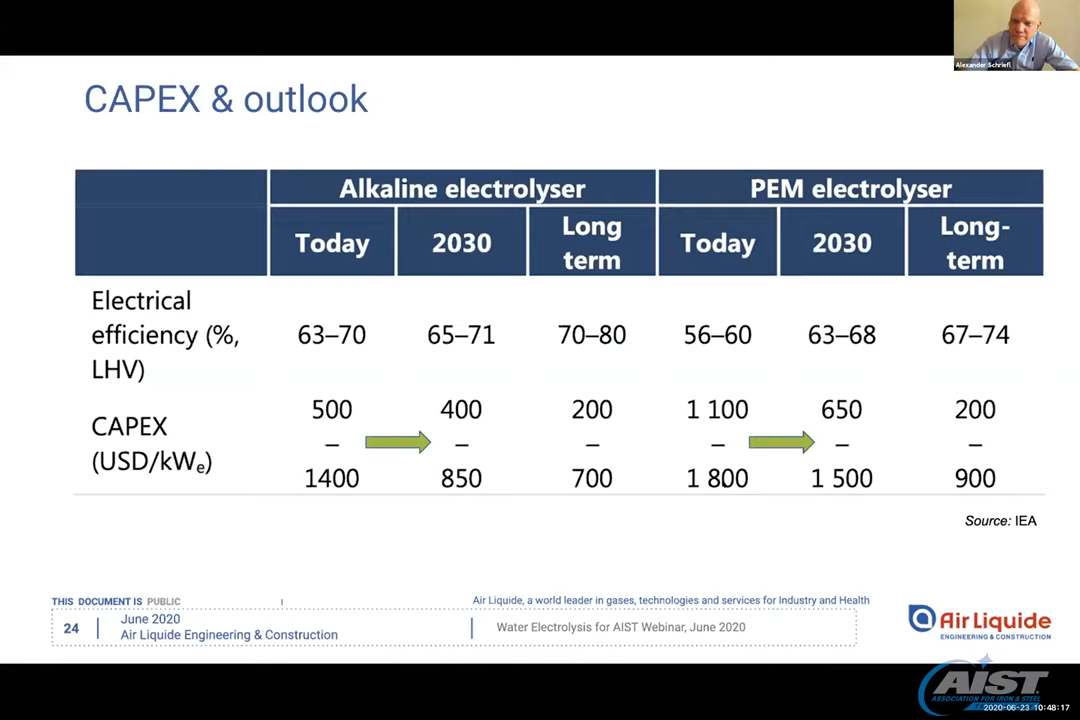 Alexander Schriefl
CAPEX & outlook
Alkaline electrolyser PEM electrolyser
Today 2030 Long term Today 2030 Long-term
Electrical efficiency (%, LHV) 63–70 65–71 70–80 56–60 63–68 67–74
CAPEX (USD/kWe) 500 – 1400 400 – 850 200 – 700 1 100 – 1 800 650 – 1 500 200 – 900
Source: IEA
THIS DOCUMENT IS PUBLIC
Air Liquide, a world leader in gases, technologies and services for Industry and Health
24
June 2020
Air Liquide Engineering & Construction
Water Electrolysis for AIST Webinar, June 2020
Air Liquide
ENGINEERING & CONSTRUCTION
AIST
ASSOCIATION FOR IRON & STEEL
2020-06-23 10:48:17